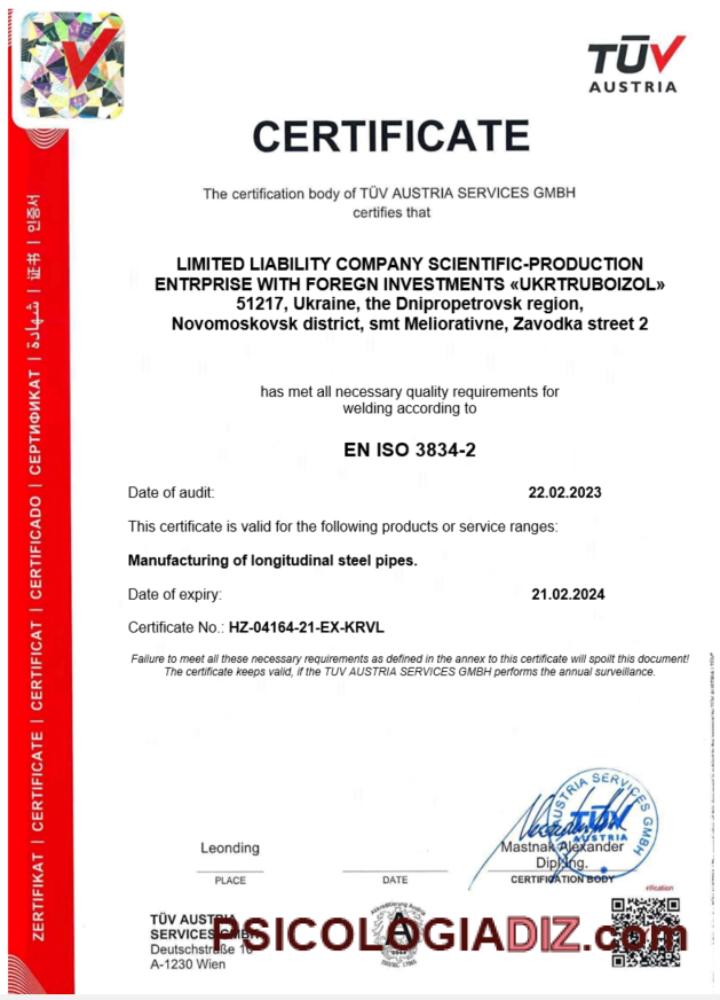 TÜV
AUSTRIA
CERTIFICATE
The certification body of TÜV AUSTRIA SERVICES GMBH
certifies that
LIMITED LIABILITY COMPANY SCIENTIFIC-PRODUCTION
ENTRPRISE WITH FOREGN INVESTMENTS «UKRTRUBOIZOL»
51217, Ukraine, the Dnipropetrovsk region,
Novomoskovsk district, smt Meliorativne, Zavodka street 2
has met all necessary quality requirements for
welding according to
EN ISO 3834-2
Date of audit: 22.02.2023
This certificate is valid for the following products or service ranges:
Manufacturing of longitudinal steel pipes.
Date of expiry: 21.02.2024
Certificate No.: HZ-04164-21-EX-KRVL
Failure to meet all these necessary requirements as defined in the annex to this certificate will spoilt this document!
The certificate keeps valid, if the TUV AUSTRIA SERVICES GMBH performs the annual surveillance.
ZERTIFIKAT | CERTIFICATE | CERTIFICAT | CERTIFICADO | СЕРТИФИКАТ | شهادة | 证书 | 인증서
AUSTRIA SERVICES GMBH
TÜV
AUSTRIA
Leonding
Mastnak Alexander
Dipl.Ing.
PLACE
DATE
CERTIFICATION BODY
TÜV AUSTRIA
SERVICES GMBH
Deutschstraße 10
A-1230 Wien
PSICOLOGIADIZ.com